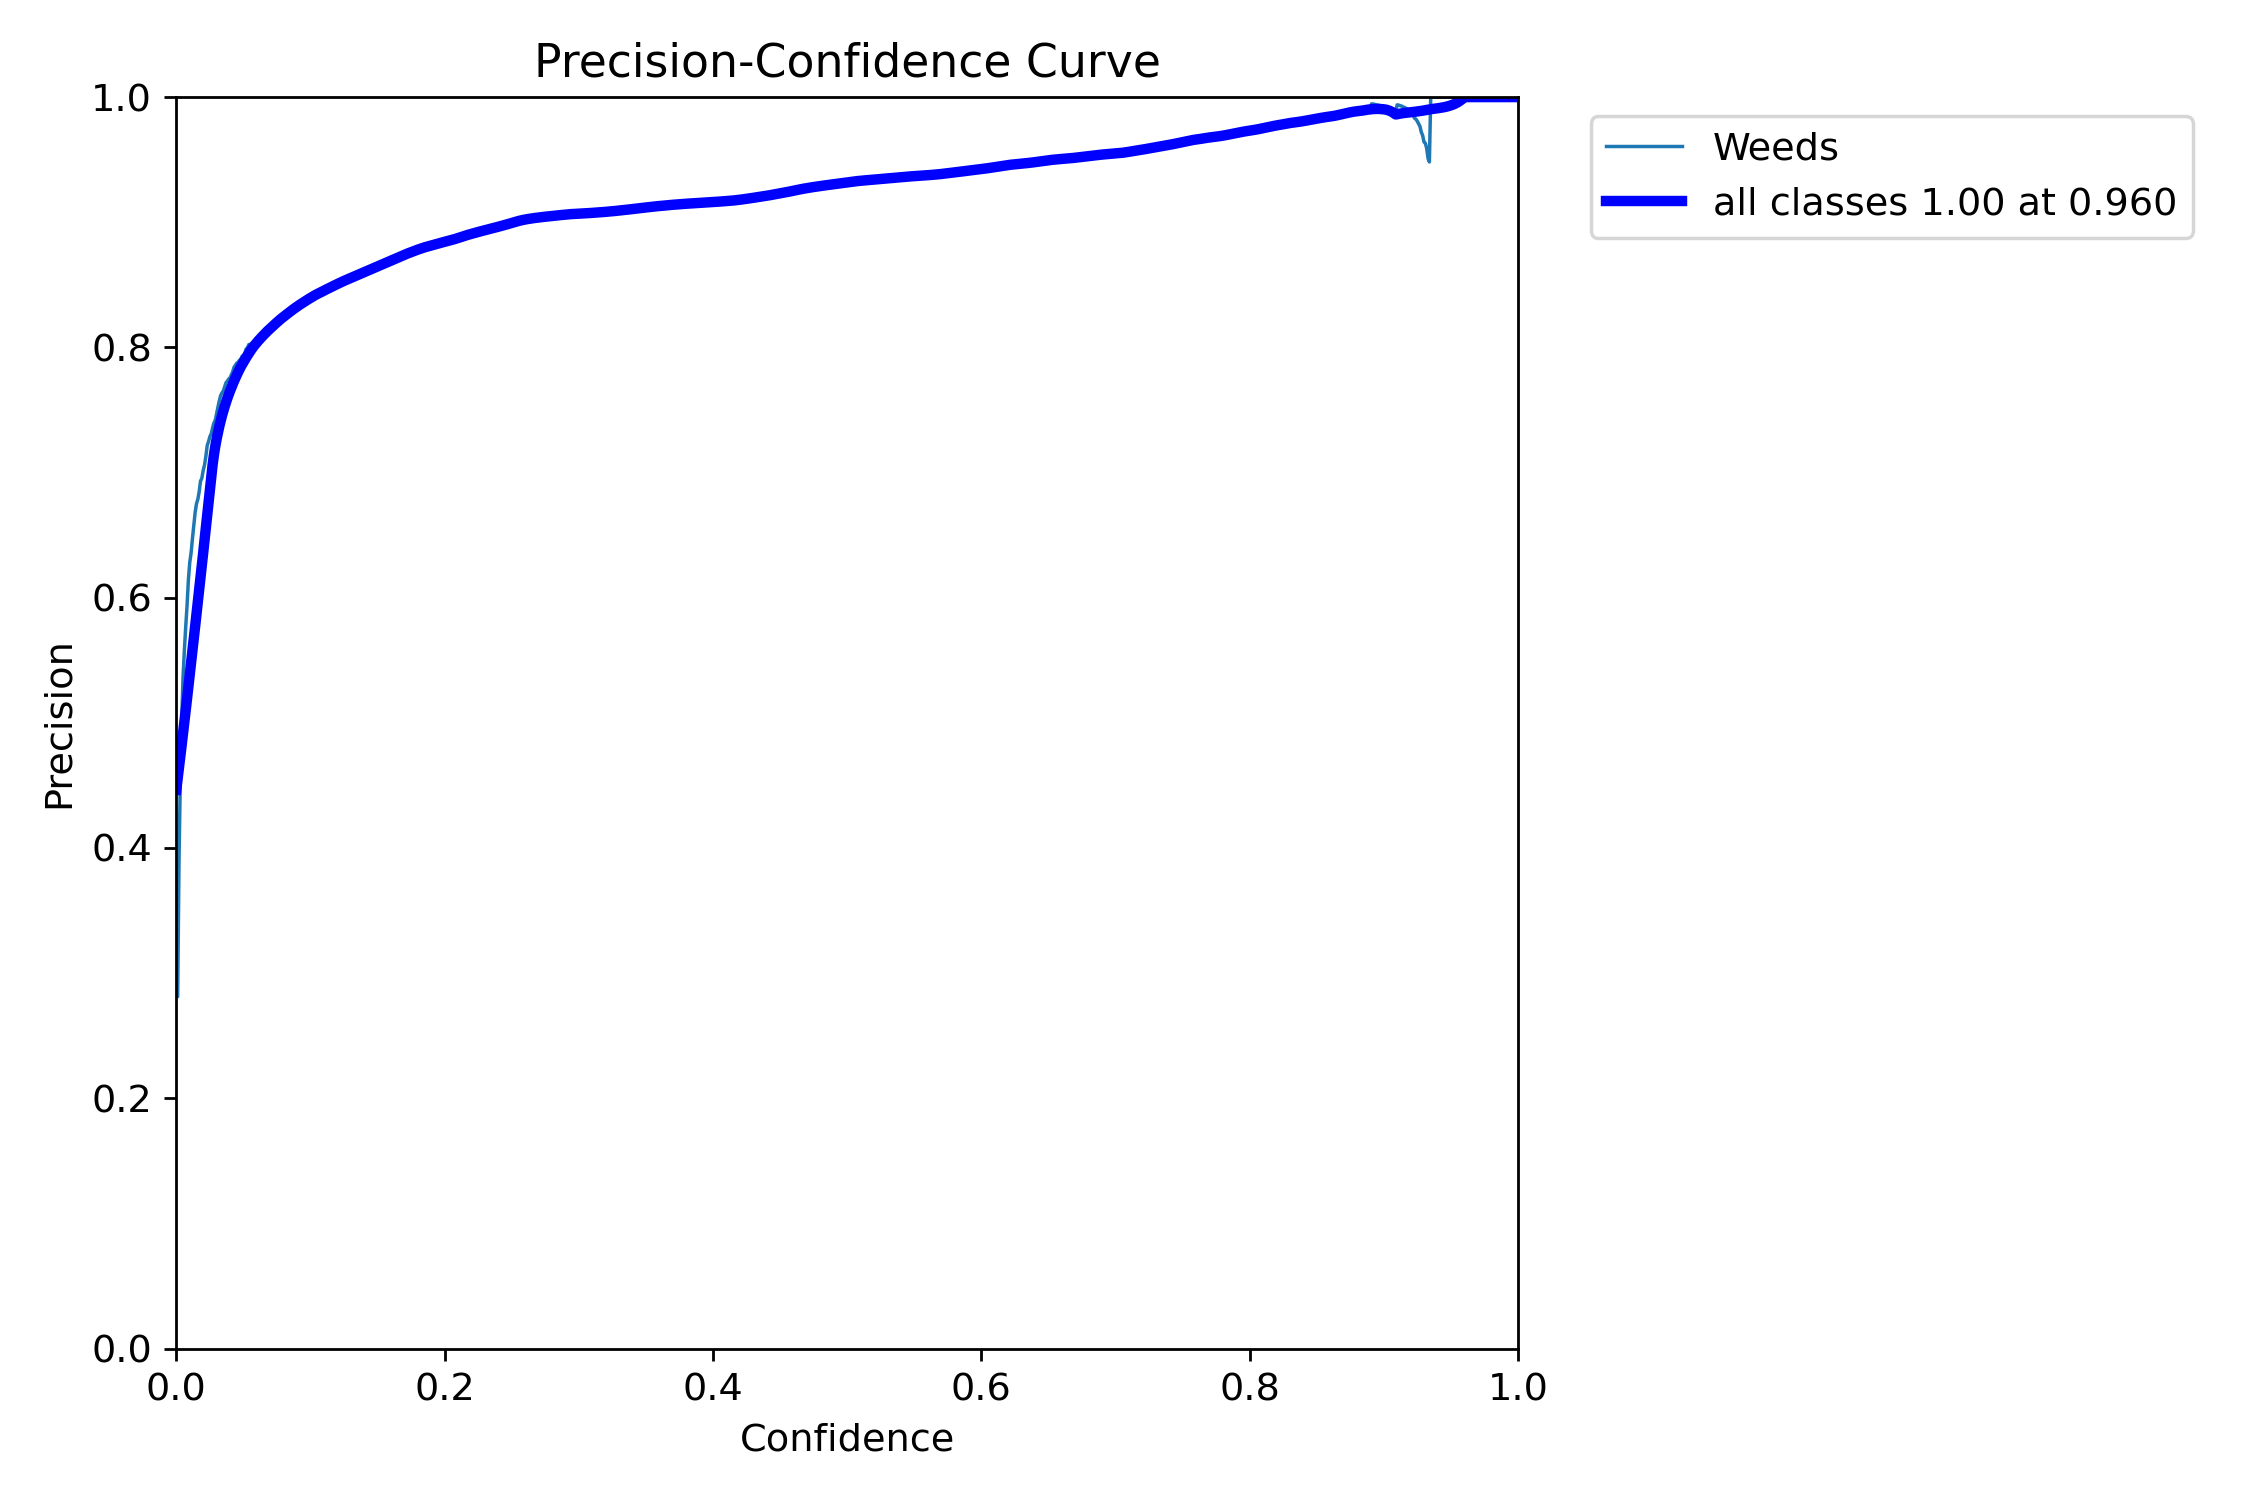 Precision-Confidence Curve
1.0
0.8
0.6
0.4
0.2
0.0
Precision
0.0 0.2 0.4 0.6 0.8 1.0
Confidence
Weeds
all classes 1.00 at 0.960